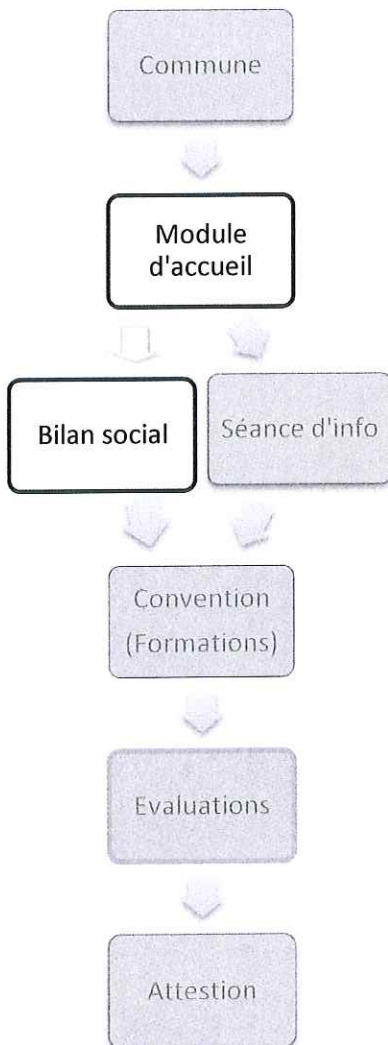 Commune
Module
d'accueil
Bilan social
Séance d'info
Convention
(Formations)
Evaluations
Attestion